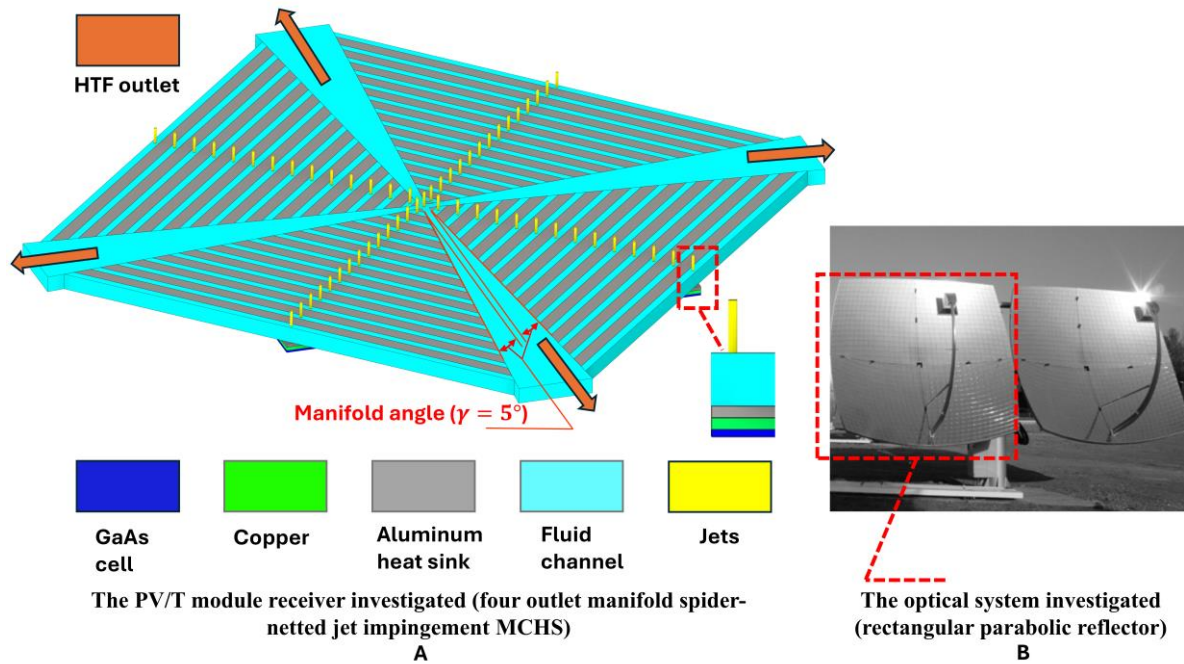 HTF outlet
Manifold angle (γ = 5°)
GaAs
cell
Copper
Aluminum
heat sink
Fluid
channel
Jets
The PV/T module receiver investigated (four outlet manifold spider-
netted jet impingement MCHS)
A
The optical system investigated
(rectangular parabolic reflector)
B